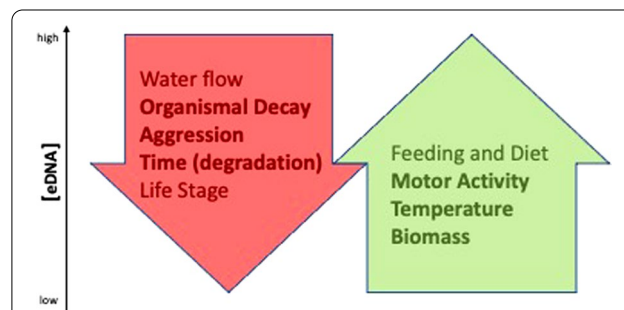 high
Water flow
Organismal Decay
Aggression
Time (degradation)
Life Stage
Feeding and Diet
Motor Activity
Temperature
Biomass
[eDNA]
low